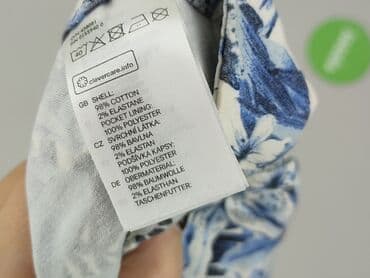 40
clevercare.info
GB SHELL:
98% COTTON
2% ELASTANE
POCKET LINING:
100% POLYESTER
CZ SVRCHNÍ LÁTKA:
98% BAVLNA
2% ELASTAN
PODŠÍVKA KAPSY:
100% POLYESTER
DE OBERMATERIAL:
98% BAUMWOLLE
2% ELASTHAN
TASCHENFUTTER: